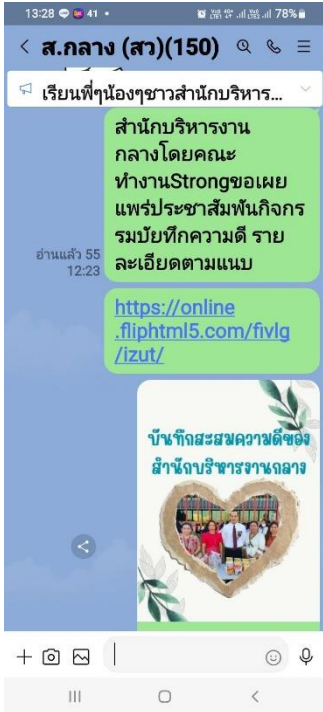 13:28 41 78%
ส.กลาง (สว)(150)
เรียนพี่ๆน้องๆชาวสำนักบริหาร...
สำนักบริหารงาน
กลางโดยคณะ
ทำงานStrongขอเผย
แพร่ประชาสัมพันกิจกร
รมบัยทึกความดี ราย
ละเอียดตามแนบ
อ่านแล้ว 55
12:23
https://online
.fliphtml5.com/fivlg
/izut/
บันทึกสะสมความดีของ
สำนักบริหารงานกลาง